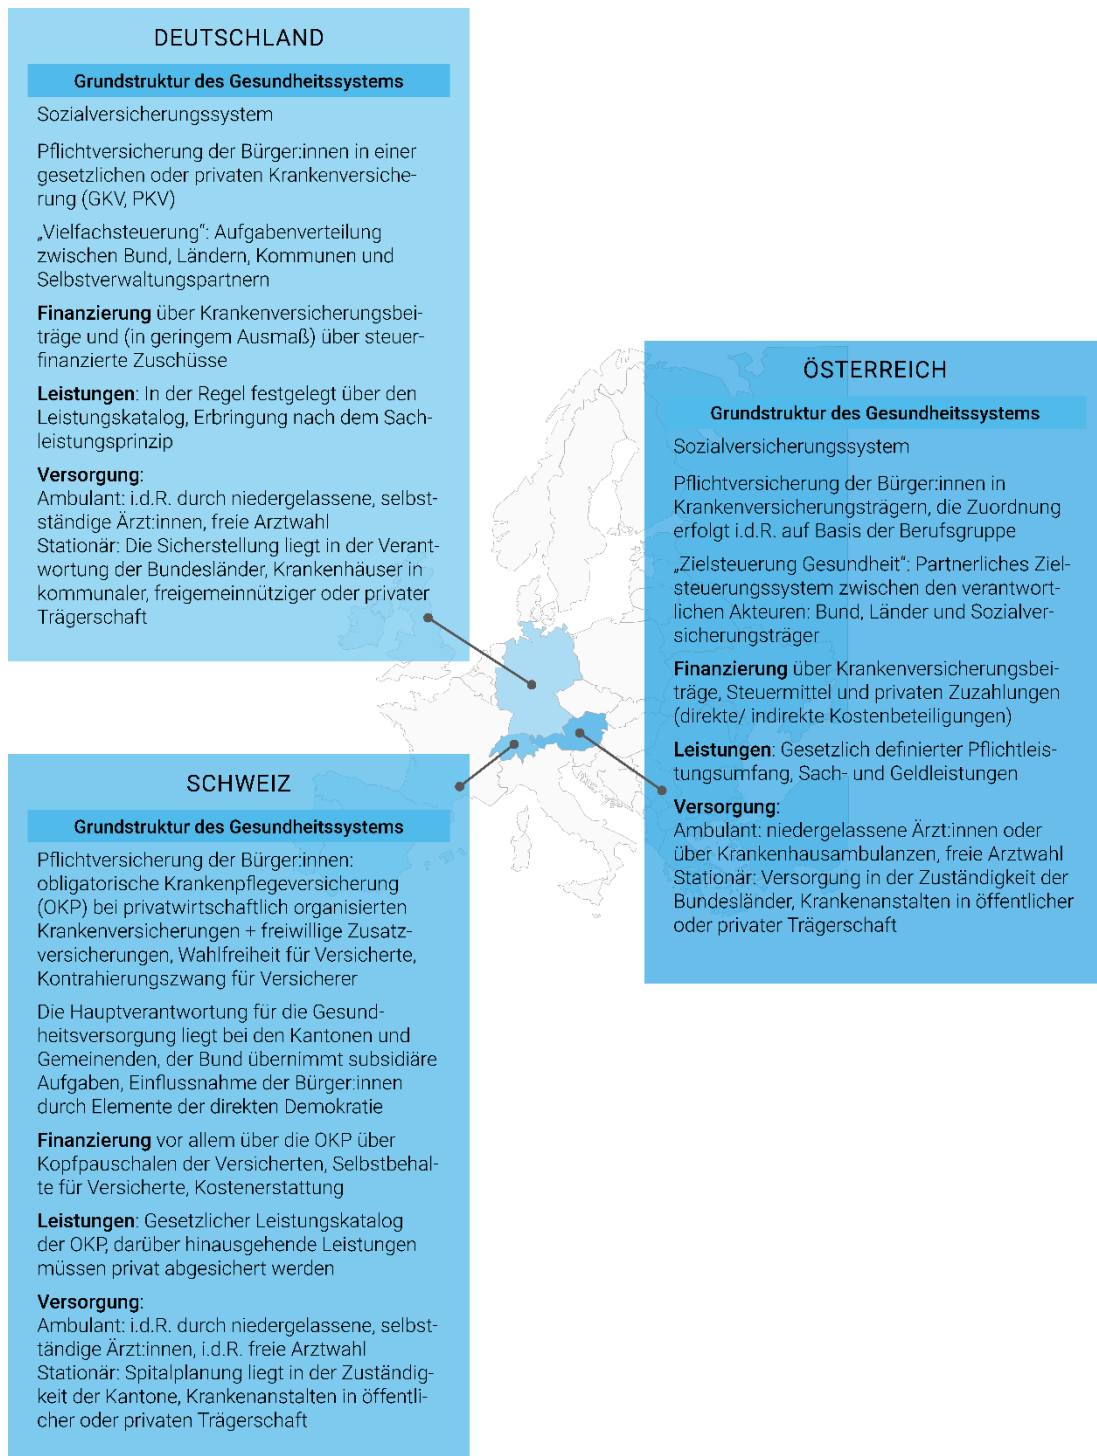 DEUTSCHLAND
Grundstruktur des Gesundheitssystems
Sozialversicherungssystem
Pflichtversicherung der Bürger:innen in einer
gesetzlichen oder privaten Krankenversiche-
rung (GKV, PKV)
„Vielfachsteuerung“: Aufgabenverteilung
zwischen Bund, Ländern, Kommunen und
Selbstverwaltungspartnern
Finanzierung über Krankenversicherungsbei-
träge und (in geringem Ausmaß) über steuer-
finanzierte Zuschüsse
Leistungen: In der Regel festgelegt über den
Leistungskatalog, Erbringung nach dem Sach-
leistungsprinzip
Versorgung:
Ambulant: i.d.R. durch niedergelassene, selbst-
ständige Ärzt:innen, freie Arztwahl
Stationär: Die Sicherstellung liegt in der Verant-
wortung der Bundesländer, Krankenhäuser in
kommunaler, freigemeinnütziger oder privater
Trägerschaft
ÖSTERREICH
Grundstruktur des Gesundheitssystems
Sozialversicherungssystem
Pflichtversicherung der Bürger:innen in
Krankenversicherungsträgern, die Zuordnung
erfolgt i.d.R. auf Basis der Berufsgruppe
„Zielsteuerung Gesundheit“: Partnerliches Ziel-
steuerungssystem zwischen den verantwort-
lichen Akteuren: Bund, Länder und Sozialver-
sicherungsträger
Finanzierung über Krankenversicherungsbei-
träge, Steuermittel und privaten Zuzahlungen
(direkte/ indirekte Kostenbeteiligungen)
Leistungen: Gesetzlich definierter Pflichtleis-
tungsumfang, Sach- und Geldleistungen
Versorgung:
Ambulant: niedergelassene Ärzt:innen oder
über Krankenhausambulanzen, freie Arztwahl
Stationär: Versorgung in der Zuständigkeit der
Bundesländer, Krankenanstalten in öffentlicher
oder privater Trägerschaft
SCHWEIZ
Grundstruktur des Gesundheitssystems
Pflichtversicherung der Bürger:innen:
obligatorische Krankenpflegeversicherung
(OKP) bei privatwirtschaftlich organisierten
Krankenversicherungen + freiwillige Zusatz-
versicherungen, Wahlfreiheit für Versicherte,
Kontrahierungszwang für Versicherer
Die Hauptverantwortung für die Gesund-
heitsversorgung liegt bei den Kantonen und
Gemeinenden, der Bund übernimmt subsidiäre
Aufgaben, Einflussnahme der Bürger:innen
durch Elemente der direkten Demokratie
Finanzierung vor allem über die OKP über
Kopfpauschalen der Versicherten, Selbstbehal-
te für Versicherte, Kostenerstattung
Leistungen: Gesetzlicher Leistungskatalog
der OKP, darüber hinausgehende Leistungen
müssen privat abgesichert werden
Versorgung:
Ambulant: i.d.R. durch niedergelassene, selbst-
tändige Ärzt:innen, i.d.R. freie Arztwahl
Stationär: Spitalplanung liegt in der Zuständig-
keit der Kantone, Krankenanstalten in öffentli-
cher oder privaten Trägerschaft